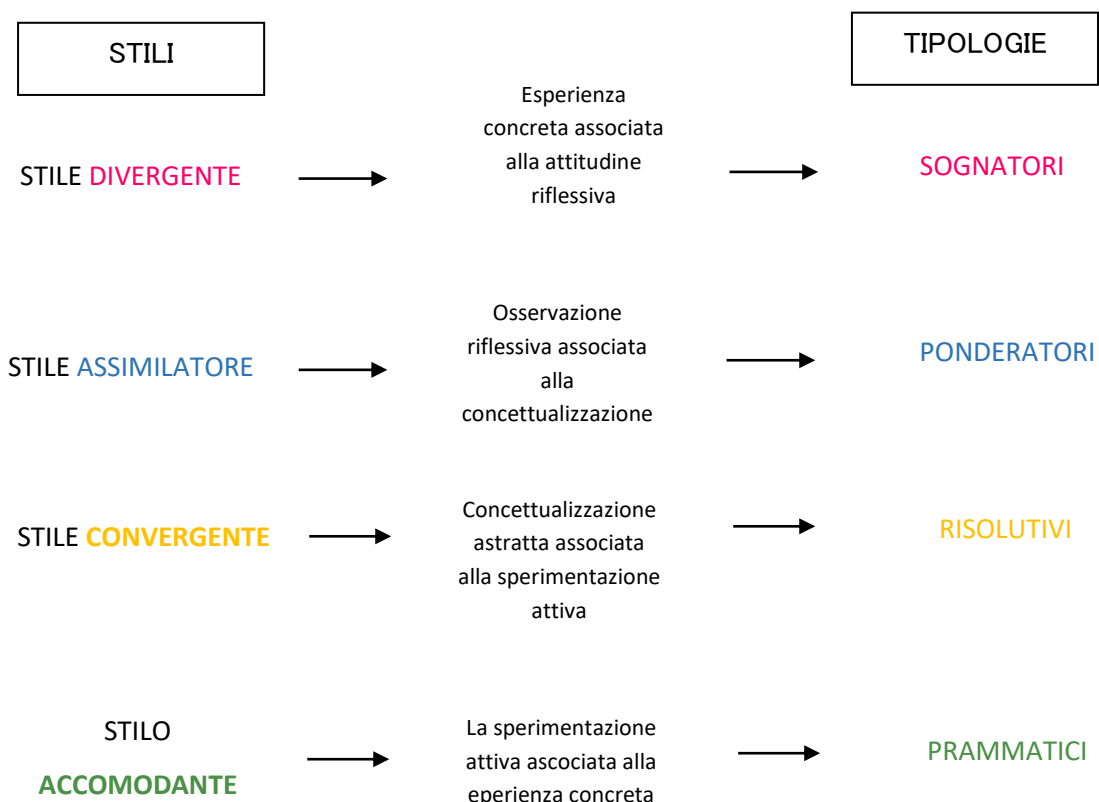 STILI
TIPOLOGIE
STILE DIVERGENTE
Esperienza
concreta associata
alla attitudine
riflessiva
SOGNATORI
STILE ASSIMILATORE
Osservazione
riflessiva associata
alla
concettualizzazione
PONDERATORI
STILE CONVERGENTE
Concettualizzazione
astratta associata
alla sperimentazione
attiva
RISOLUTIVI
STILO
ACCOMODANTE
La sperimentazione
attiva ascociata alla
eperienza concreta
PRAMMATICI